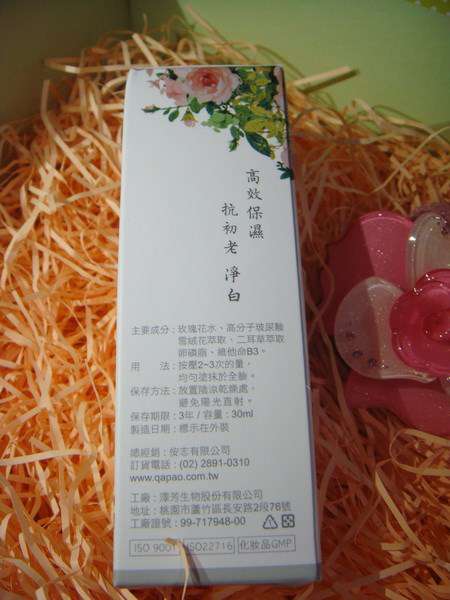 高效保濕
抗初老 淨白
主要成分：玫瑰花水、高分子玻尿酸
雪絨花萃取、二耳草萃取
卵磷脂、維他命B3。
用 法：按壓2~3次的量，
均勻塗抹於全臉。
保存方法：放置陰涼乾燥處，
避免陽光直射。
保存期限：3年 / 容量：30ml
製造日期：標示在外裝
總經銷：安志有限公司
訂貨電話：(02) 2891-0310
www.qapao.com.tw
工廠：漾芳生物股份有限公司
地址：桃園市蘆竹區長安路2段76號
工廠證號：99-717948-00
ISO 9001 ISO22716 化妝品GMP